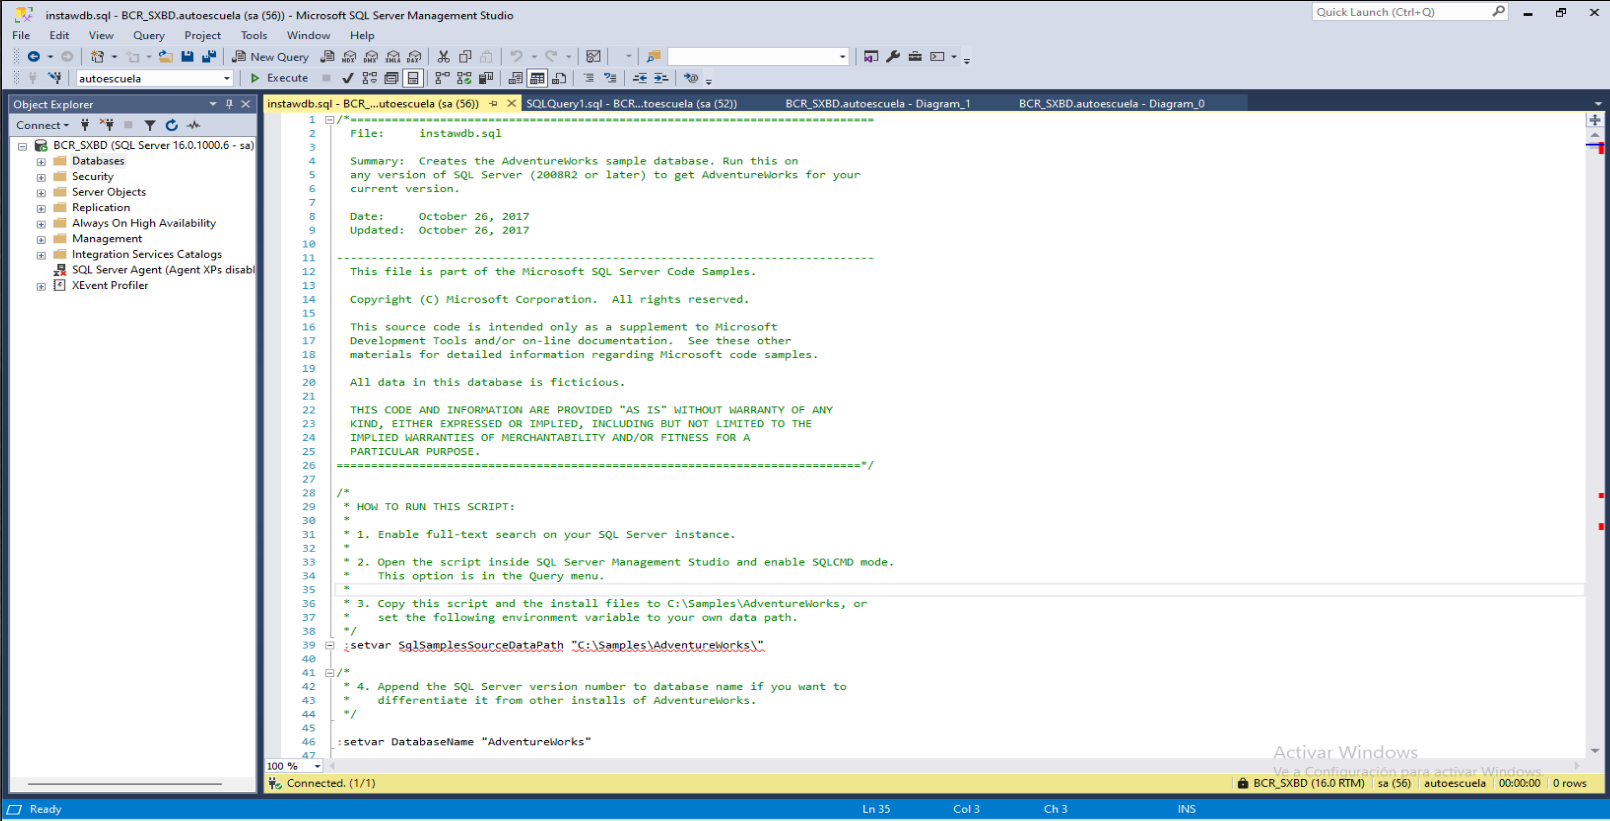 instawdb.sql - BCR_SXBD.autoescuela (sa (56)) - Microsoft SQL Server Management Studio
Quick Launch (Ctrl+Q)
File Edit View Query Project Tools Window Help
New Query
autoescuela Execute
Object Explorer
instawdb.sql - BCR_...utoescuela (sa (56)) SQLQuery1.sql - BCR...toescuela (sa (52)) BCR_SXBD.autoescuela - Diagram_1 BCR_SXBD.autoescuela - Diagram_0
Connect
BCR_SXBD (SQL Server 16.0.1000.6 - sa)
Databases
Security
Server Objects
Replication
Always On High Availability
Management
Integration Services Catalogs
SQL Server Agent (Agent XPs disabl
XEvent Profiler
1 /*============================================================================
2 File: instawdb.sql
3
4 Summary: Creates the AdventureWorks sample database. Run this on
5 any version of SQL Server (2008R2 or later) to get AdventureWorks for your
6 current version.
7
8 Date: October 26, 2017
9 Updated: October 26, 2017
10
11 ------------------------------------------------------------------------------
12 This file is part of the Microsoft SQL Server Code Samples.
13
14 Copyright (C) Microsoft Corporation. All rights reserved.
15
16 This source code is intended only as a supplement to Microsoft
17 Development Tools and/or on-line documentation. See these other
18 materials for detailed information regarding Microsoft code samples.
19
20 All data in this database is ficticious.
21
22 THIS CODE AND INFORMATION ARE PROVIDED "AS IS" WITHOUT WARRANTY OF ANY
23 KIND, EITHER EXPRESSED OR IMPLIED, INCLUDING BUT NOT LIMITED TO THE
24 IMPLIED WARRANTIES OF MERCHANTABILITY AND/OR FITNESS FOR A
25 PARTICULAR PURPOSE.
26 ============================================================================*/
27
28 /*
29 * HOW TO RUN THIS SCRIPT:
30 *
31 * 1. Enable full-text search on your SQL Server instance.
32 *
33 * 2. Open the script inside SQL Server Management Studio and enable SQLCMD mode.
34 * This option is in the Query menu.
35 *
36 * 3. Copy this script and the install files to C:\Samples\AdventureWorks, or
37 * set the following environment variable to your own data path.
38 */
39 :setvar SqlSamplesSourceDataPath "C:\Samples\AdventureWorks\"
40
41 /*
42 * 4. Append the SQL Server version number to database name if you want to
43 * differentiate it from other installs of AdventureWorks.
44 */
45
46 :setvar DatabaseName "AdventureWorks"
47
Activar Windows
Ve a Configuración para activar Windows.
100 %
Connected. (1/1) BCR_SXBD (16.0 RTM) sa (56) autoescuela 00:00:00 0 rows
Ready Ln 35 Col 3 Ch 3 INS